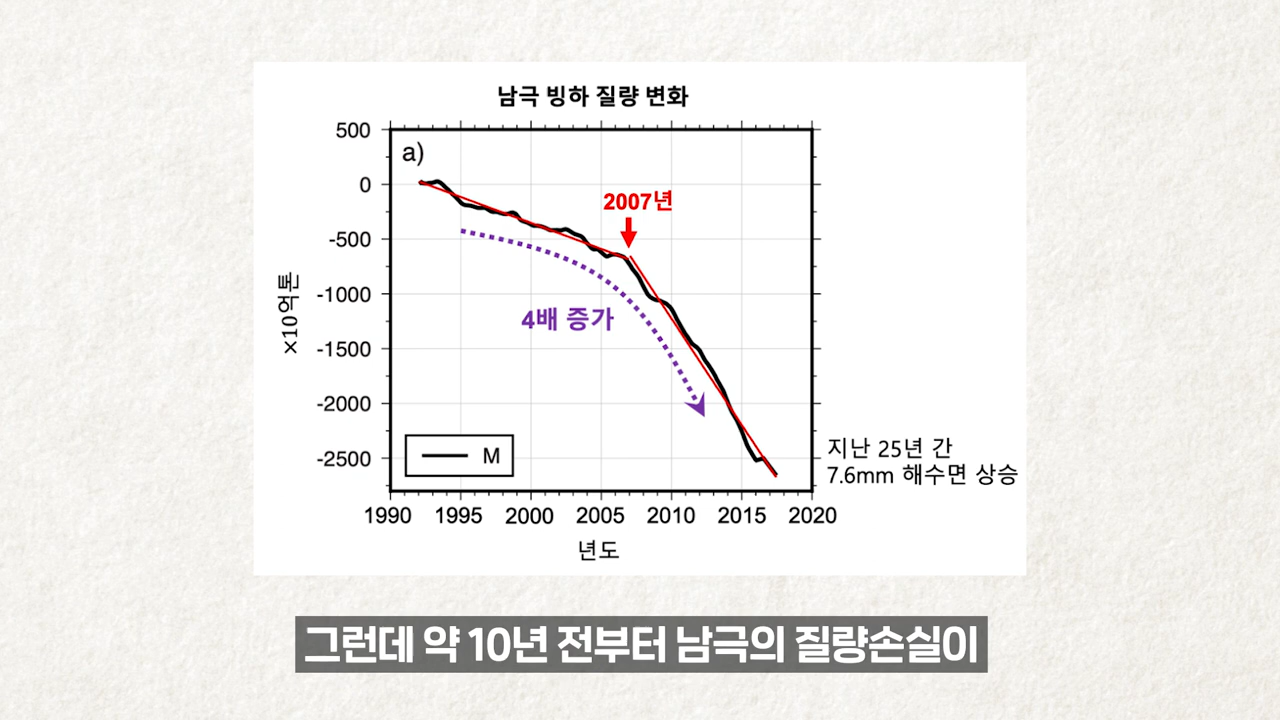 남극 빙하 질량 변화
500
0
-500
-1000
-1500
-2000
-2500
×10억톤
a)
2007년
4배 증가
M
1990 1995 2000 2005 2010 2015 2020
년도
지난 25년 간
7.6mm 해수면 상승
그런데 약 10년 전부터 남극의 질량손실이